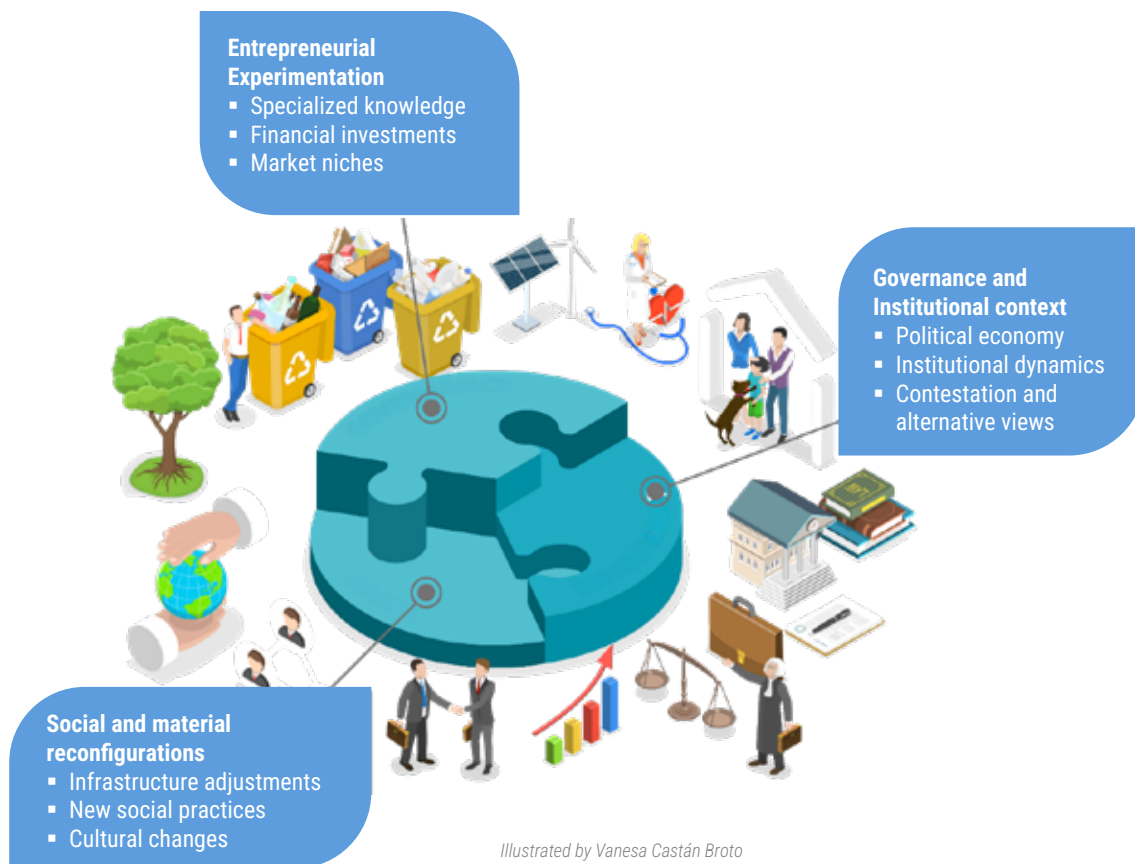 Entrepreneurial
Experimentation
▪ Specialized knowledge
▪ Financial investments
▪ Market niches
Governance and
Institutional context
▪ Political economy
▪ Institutional dynamics
▪ Contestation and
alternative views
Social and material
reconfigurations
▪ Infrastructure adjustments
▪ New social practices
▪ Cultural changes
Illustrated by Vanesa Castán Broto